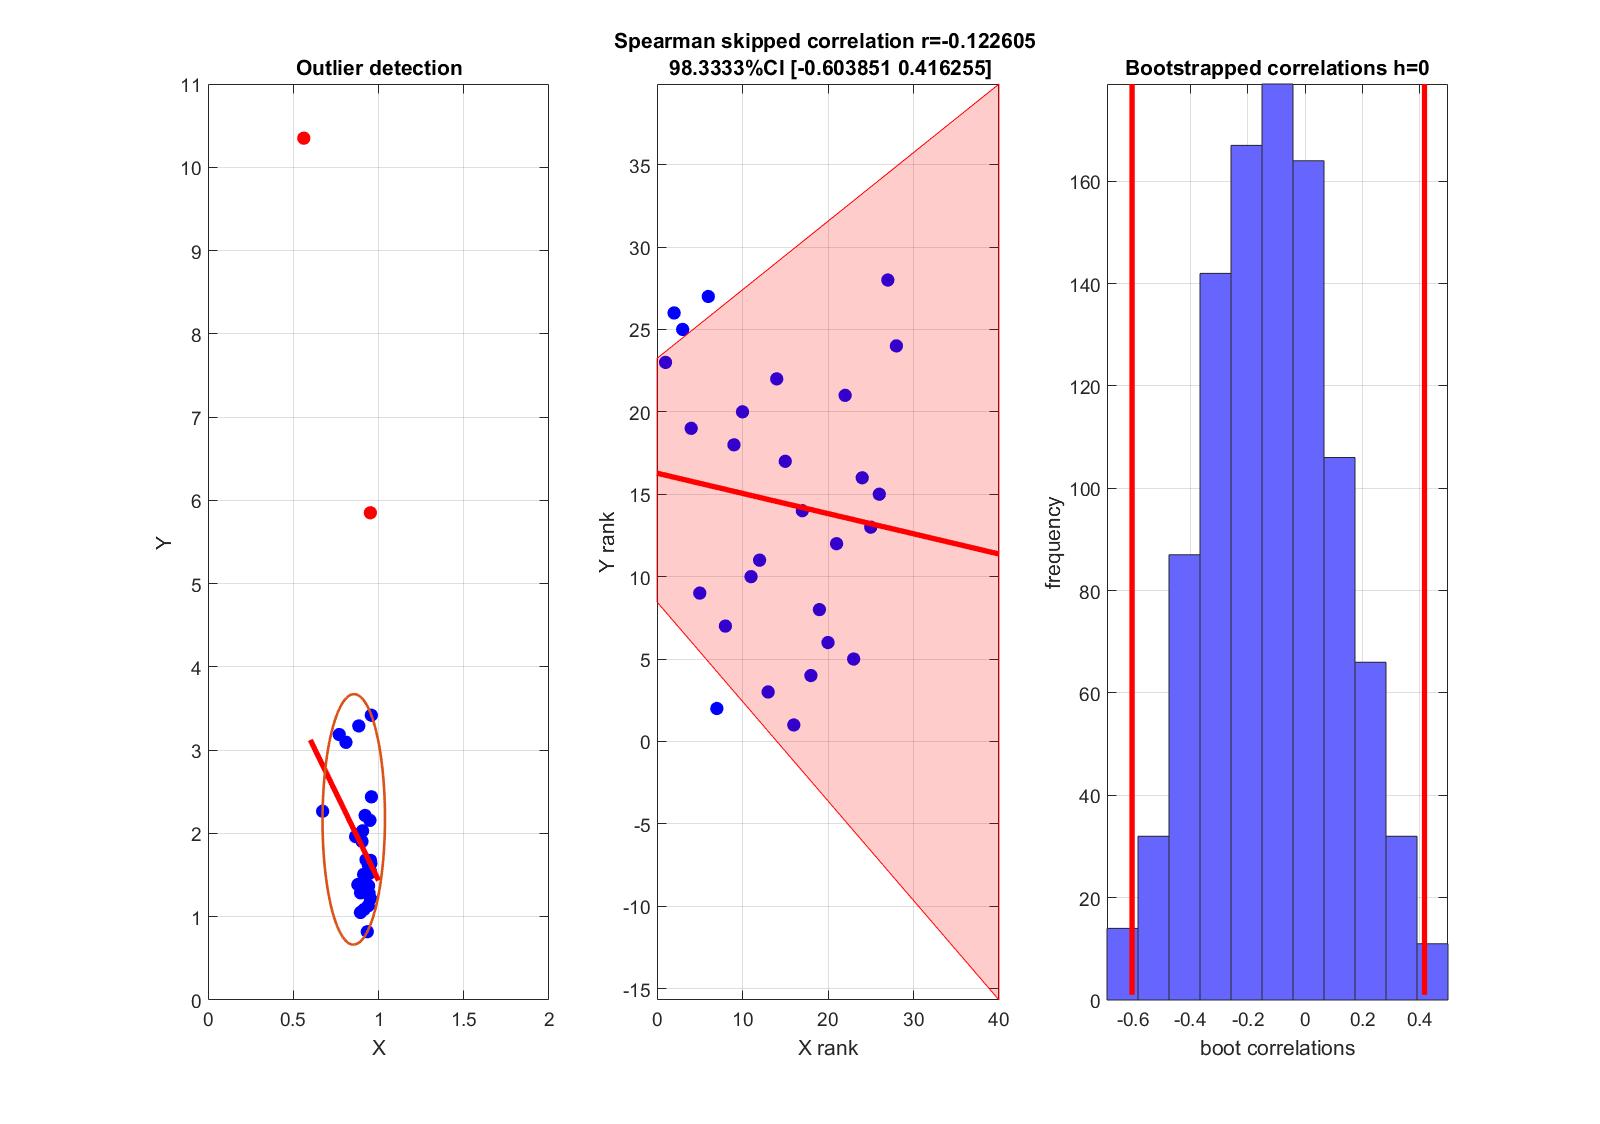 Outlier detection
11
10
9
8
7
6
5
4
3
2
1
0
0 0.5 1 1.5 2
X
Y
Spearman skipped correlation r=-0.122605
98.3333%CI [-0.603851 0.416255]
35
30
25
20
15
10
5
0
-5
-10
-15
0 10 20 30 40
X rank
Y rank
Bootstrapped correlations h=0
160
140
120
100
80
60
40
20
0
-0.6 -0.4 -0.2 0 0.2 0.4
boot correlations
frequency